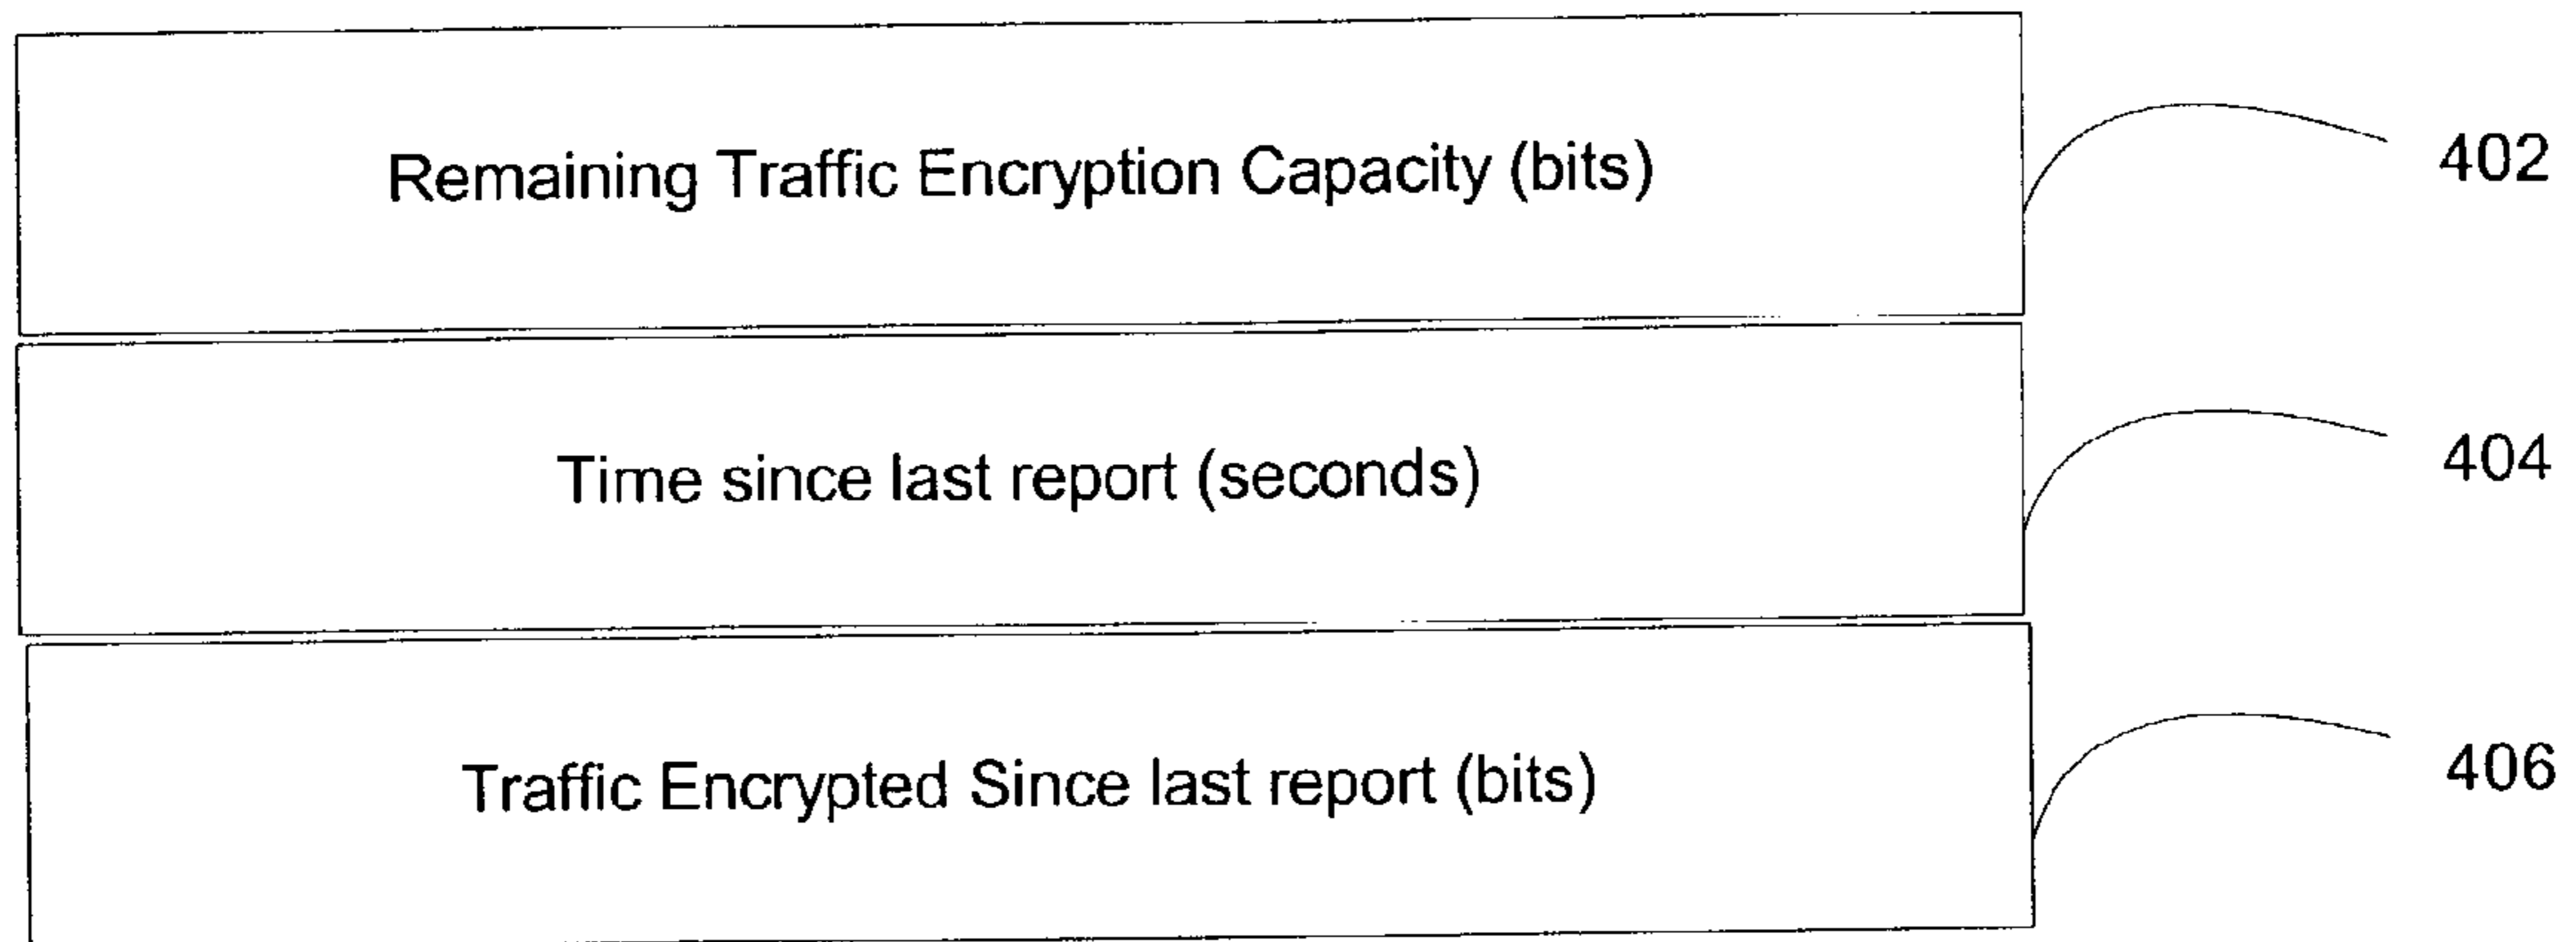 Remaining Traffic Encryption Capacity (bits)
402
Time since last report (seconds)
404
Traffic Encrypted Since last report (bits)
406